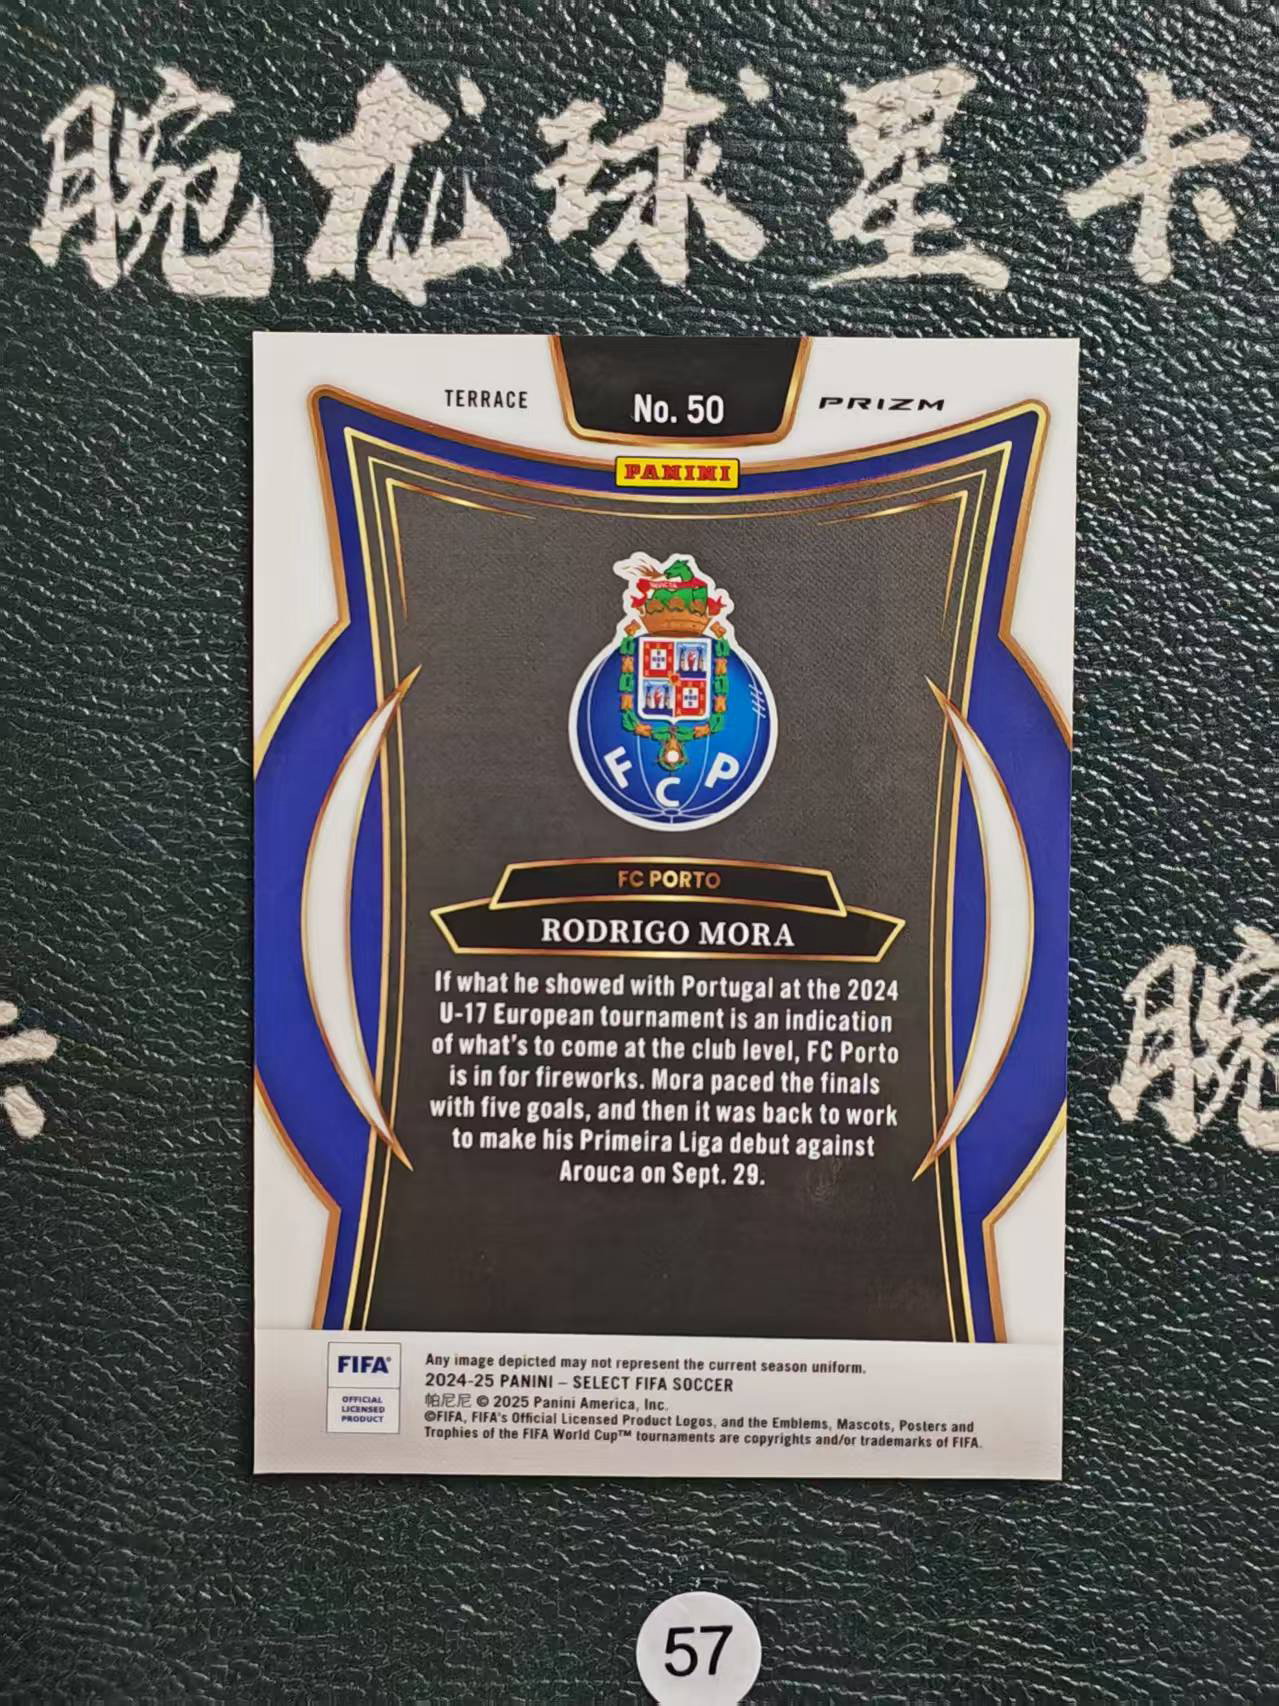 腕龙球星卡
TERRACE
No. 50
PRIZM
PANINI
INVICTA
FCP
FC PORTO
RODRIGO MORA
If what he showed with Portugal at the 2024
U-17 European tournament is an indication
of what's to come at the club level, FC Porto
is in for fireworks. Mora paced the finals
with five goals, and then it was back to work
to make his Primeira Liga debut against
Arouca on Sept. 29.
卡
腕
FIFA®
OFFICIAL
LICENSED
PRODUCT
Any image depicted may not represent the current season uniform.
2024-25 PANINI – SELECT FIFA SOCCER
帕尼尼 © 2025 Panini America, Inc.
©FIFA, FIFA's Official Licensed Product Logos, and the Emblems, Mascots, Posters and
Trophies of the FIFA World Cup™ tournaments are copyrights and/or trademarks of FIFA.
57